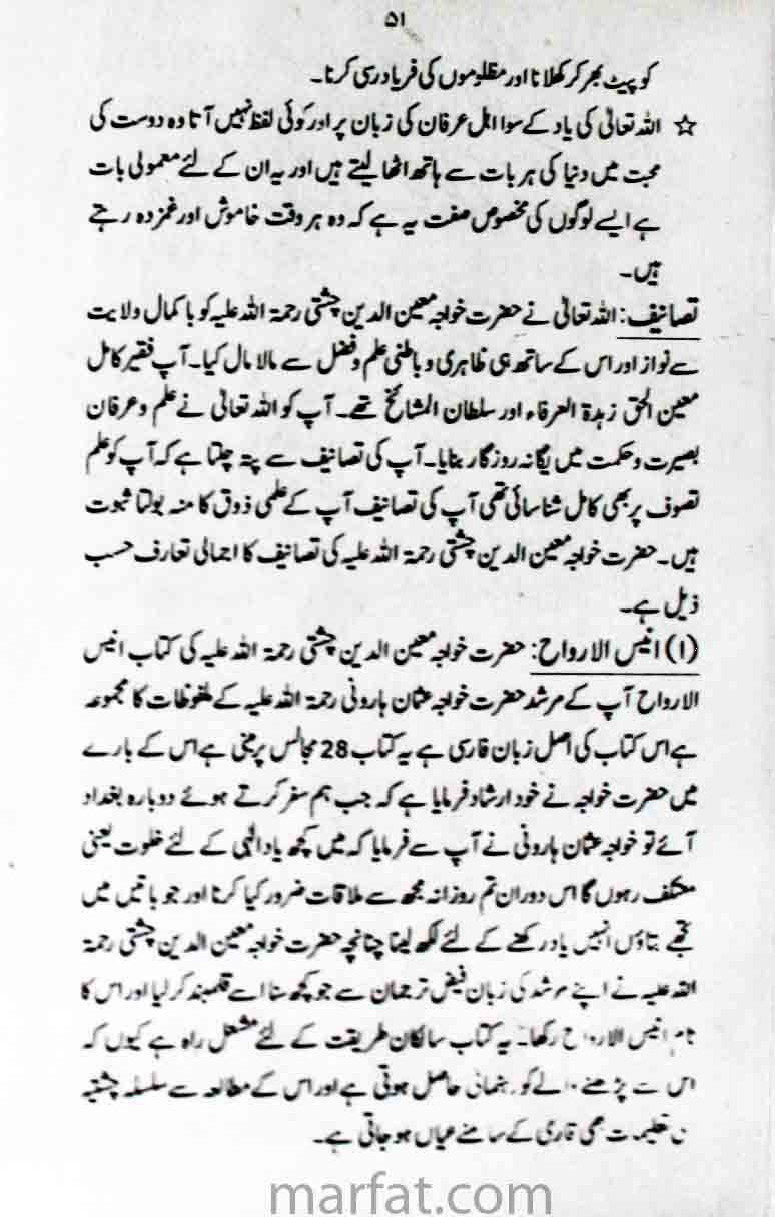 ۵۱
کو پیٹ بھر کر کھلانا اور مظلوموں کی فریاد رسی کرنا۔
☆ اللہ تعالٰی کی یاد کے سوا اہل عرفان کی زبان پر اور کوئی لفظ نہیں آتا وہ دوست کی
محبت میں دنیا کی ہر بات سے ہاتھ اٹھا لیتے ہیں اور یہ ان کے لئے معمولی بات
ہے ایسے لوگوں کی مخصوص صفت یہ ہے کہ وہ ہر وقت خاموش اور غمزدہ رہتے
ہیں۔
تصانیف: اللہ تعالٰی نے حضرت خواجہ معین الدین چشتی رحمۃ اللہ علیہ کو با کمال ولایت
سے نواز اور اس کے ساتھ ہی ظاہری و باطنی علم و فضل سے مالا مال کیا۔ آپ فقیر کامل
معین الحق زبدۃ العرفاء اور سلطان المشائخ تھے۔ آپ کو اللہ تعالٰی نے علم و عرفان
بصیرت و حکمت میں یگانہ روزگار بنایا۔ آپ کی تصانیف سے پتہ چلتا ہے کہ آپ کو علم
تصوف پر بھی کامل شناسائی تھی آپ کی تصانیف آپ کے علمی ذوق کا منہ بولتا ثبوت
ہیں۔ حضرت خواجہ معین الدین چشتی رحمۃ اللہ علیہ کی تصانیف کا اجمالی تعارف حسب
ذیل ہے۔
(۱) انیس الارواح: حضرت خواجہ معین الدین چشتی رحمۃ اللہ علیہ کی کتاب انیس
الارواح آپ کے مرشد حضرت خواجہ عثمان ہارونی رحمۃ اللہ علیہ کے ملفوظات کا مجموعہ
ہے اس کتاب کی اصل زبان فارسی ہے یہ کتاب 28 مجالس پر مبنی ہے اس کے بارے
میں حضرت خواجہ نے خود ارشاد فرمایا ہے کہ جب ہم سفر کرتے ہوئے دوبارہ بغداد
آئے تو خواجہ عثمان ہارونی نے آپ سے فرمایا کہ میں کچھ یاد الٰہی کے لئے خلوت یعنی
معتکف رہوں گا اس دوران تم روزانہ مجھ سے ملاقات ضرور کیا کرنا اور جو باتیں میں
تجھے بتاؤں انہیں یاد رکھنے کے لئے لکھ لینا چنانچہ حضرت خواجہ معین الدین چشتی رحمۃ
اللہ علیہ نے اپنے مرشد کی زبان فیض ترجمان سے جو کچھ سنا اسے قلمبند کر لیا اور اس کا
نام انیس الارواح رکھا۔ یہ کتاب سالکان طریقت کے لئے مشعل راہ ہے کیوں کہ
اس سے پڑھنے والے کو رہنمائی حاصل ہوتی ہے اور اس کے مطالعہ سے سلسلہ چشتیہ
کی تعلیمات بھی قاری کے سامنے عیاں ہو جاتی ہے۔
marfat.com